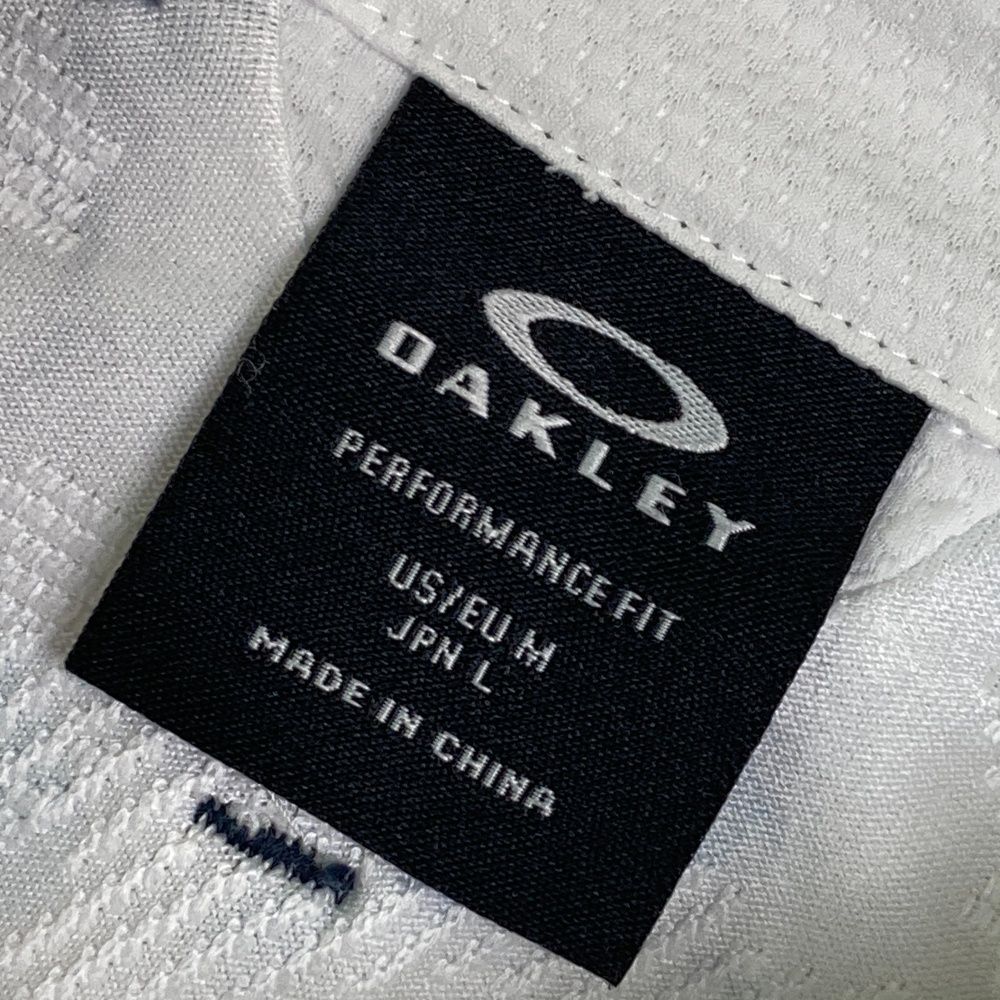 OAKLEY
PERFORMANCE FIT
US/EU M
JPN L
MADE IN CHINA